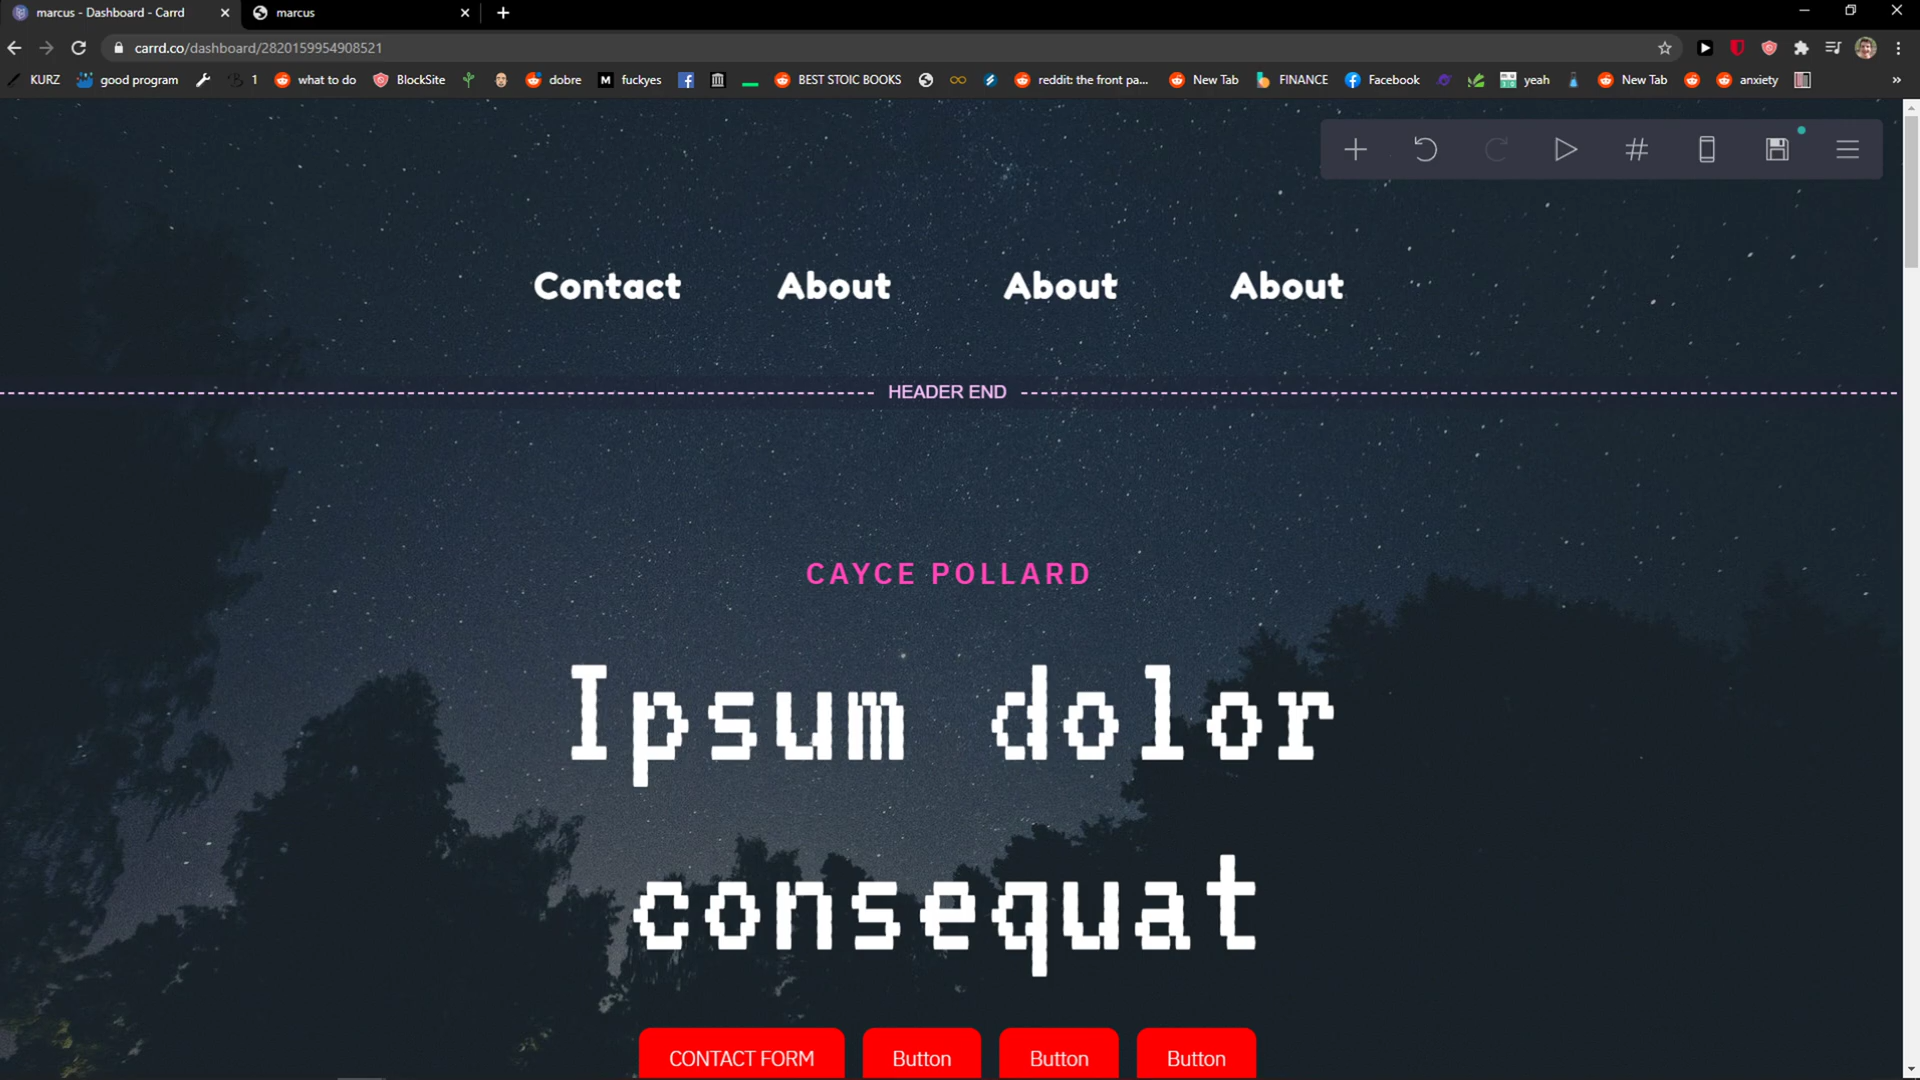 marcus - Dashboard - Carrd
marcus
carrd.co/dashboard/2820159954908521
KURZ good program 1 what to do BlockSite dobre M fuckyes BEST STOIC BOOKS reddit: the front pa... New Tab FINANCE Facebook yeah New Tab anxiety »
Contact About About About
HEADER END
CAYCE POLLARD
Ipsum dolor
consequat
CONTACT FORM Button Button Button